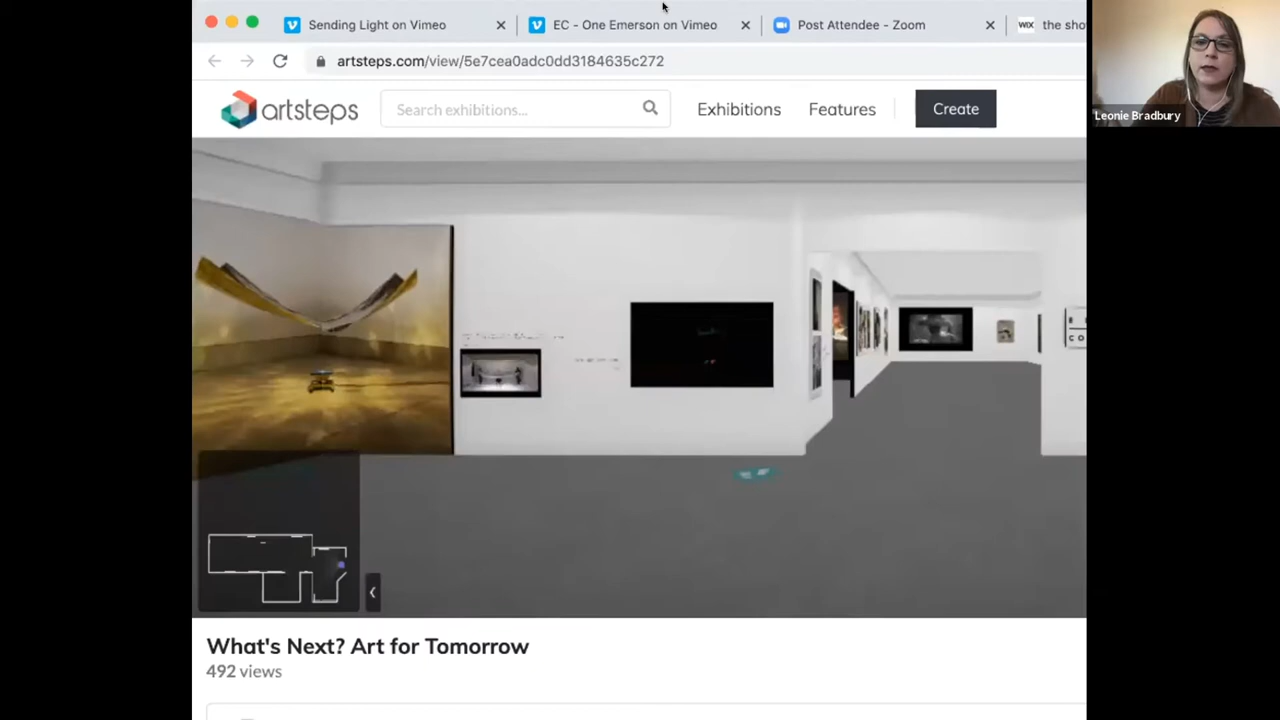 Sending Light on Vimeo
EC - One Emerson on Vimeo
Post Attendee - Zoom
WIX
the sho
artsteps.com/view/5e7cea0adc0dd3184635c272
artsteps
Search exhibitions...
Exhibitions
Features
Create
Leonie Bradbury
What's Next? Art for Tomorrow
492 views